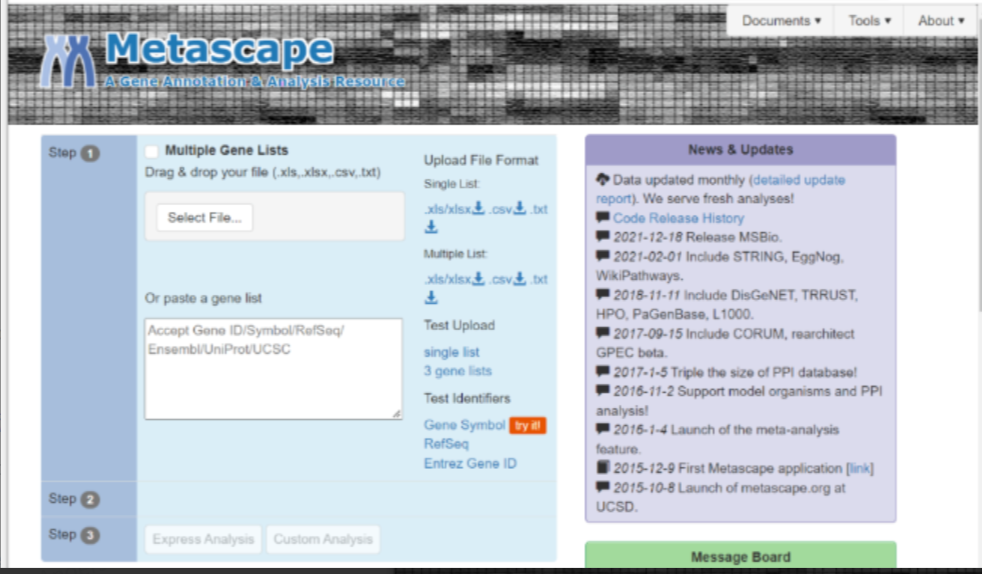 Documents ▾ Tools ▾ About ▾
Metascape
A Gene Annotation & Analysis Resource
Step 1
Multiple Gene Lists
Drag & drop your file (.xls,.xlsx,.csv,.txt)
Select File...
Or paste a gene list
Accept Gene ID/Symbol/RefSeq/
Ensembl/UniProt/UCSC
Upload File Format
Single List:
.xls/xlsx .csv .txt
Multiple List:
.xls/xlsx .csv .txt
Test Upload
single list
3 gene lists
Test Identifiers
Gene Symbol try it!
RefSeq
Entrez Gene ID
Step 2
Step 3
Express Analysis Custom Analysis
News & Updates
Data updated monthly (detailed update
report). We serve fresh analyses!
Code Release History
2021-12-18 Release MSBio.
2021-02-01 Include STRING, EggNog,
WikiPathways.
2018-11-11 Include DisGeNET, TRRUST,
HPO, PaGenBase, L1000.
2017-09-15 Include CORUM, rearchitect
GPEC beta.
2017-1-5 Triple the size of PPI database!
2016-11-2 Support model organisms and PPI
analysis!
2016-1-4 Launch of the meta-analysis
feature.
2015-12-9 First Metascape application [link]
2015-10-8 Launch of metascape.org at
UCSD.
Message Board